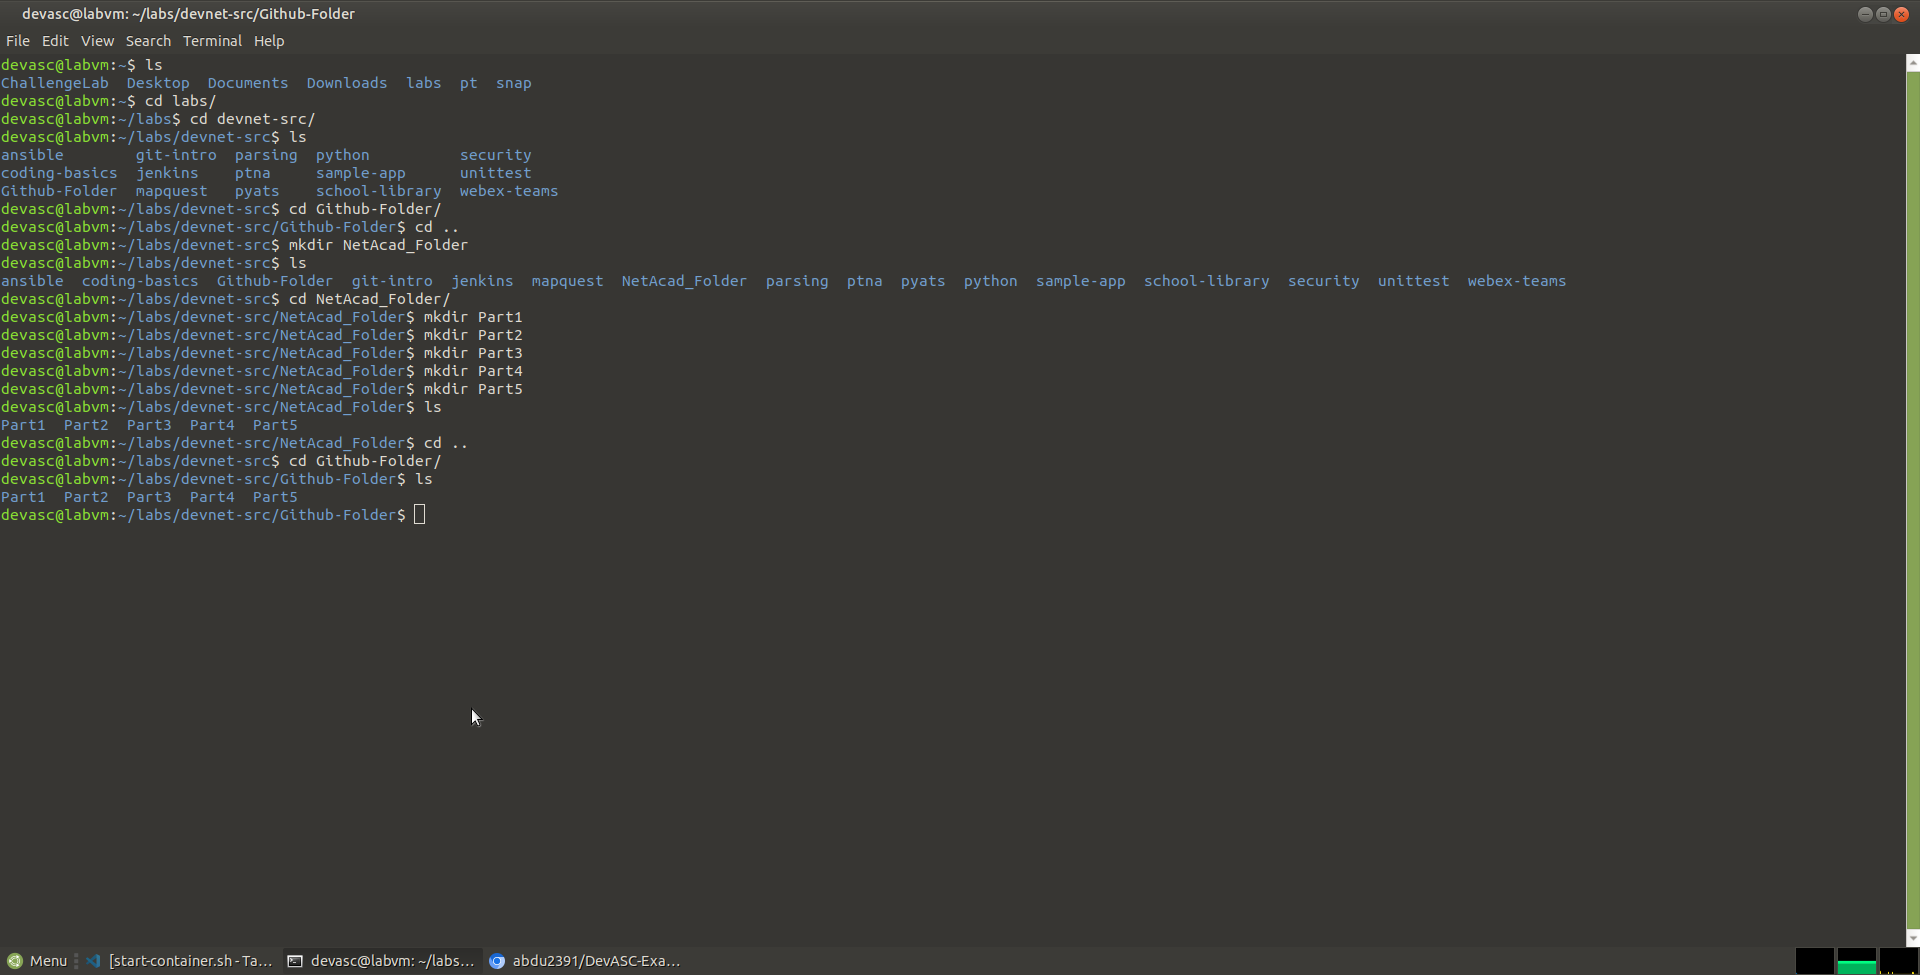 devasc@labvm: ~/labs/devnet-src/Github-Folder
File Edit View Search Terminal Help
devasc@labvm:~$ ls
ChallengeLab  Desktop  Documents  Downloads  labs  pt  snap
devasc@labvm:~$ cd labs/
devasc@labvm:~/labs$ cd devnet-src/
devasc@labvm:~/labs/devnet-src$ ls
ansible        git-intro  parsing  python          security
coding-basics  jenkins    ptna     sample-app      unittest
Github-Folder  mapquest   pyats    school-library  webex-teams
devasc@labvm:~/labs/devnet-src$ cd Github-Folder/
devasc@labvm:~/labs/devnet-src/Github-Folder$ cd ..
devasc@labvm:~/labs/devnet-src$ mkdir NetAcad_Folder
devasc@labvm:~/labs/devnet-src$ ls
ansible  coding-basics  Github-Folder  git-intro  jenkins  mapquest  NetAcad_Folder  parsing  ptna  pyats  python  sample-app  school-library  security  unittest  webex-teams
devasc@labvm:~/labs/devnet-src$ cd NetAcad_Folder/
devasc@labvm:~/labs/devnet-src/NetAcad_Folder$ mkdir Part1
devasc@labvm:~/labs/devnet-src/NetAcad_Folder$ mkdir Part2
devasc@labvm:~/labs/devnet-src/NetAcad_Folder$ mkdir Part3
devasc@labvm:~/labs/devnet-src/NetAcad_Folder$ mkdir Part4
devasc@labvm:~/labs/devnet-src/NetAcad_Folder$ mkdir Part5
devasc@labvm:~/labs/devnet-src/NetAcad_Folder$ ls
Part1  Part2  Part3  Part4  Part5
devasc@labvm:~/labs/devnet-src/NetAcad_Folder$ cd ..
devasc@labvm:~/labs/devnet-src$ cd Github-Folder/
devasc@labvm:~/labs/devnet-src/Github-Folder$ ls
Part1  Part2  Part3  Part4  Part5
devasc@labvm:~/labs/devnet-src/Github-Folder$
Menu [start-container.sh - Ta... devasc@labvm: ~/labs... abdu2391/DevASC-Exa...